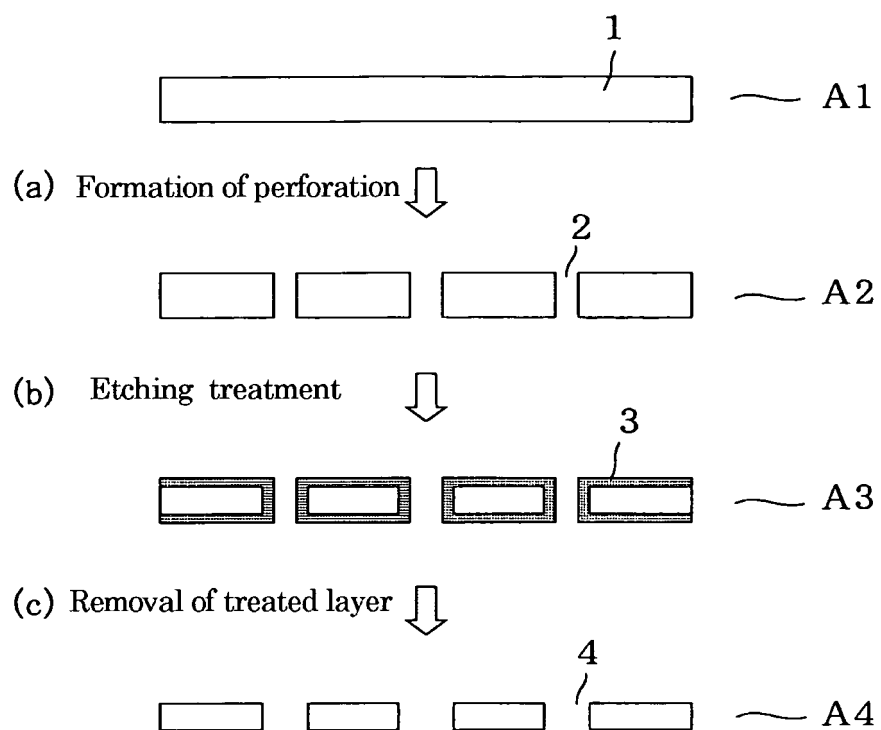 1
A1
(a) Formation of perforation
2
A2
(b) Etching treatment
3
A3
(c) Removal of treated layer
4
A4